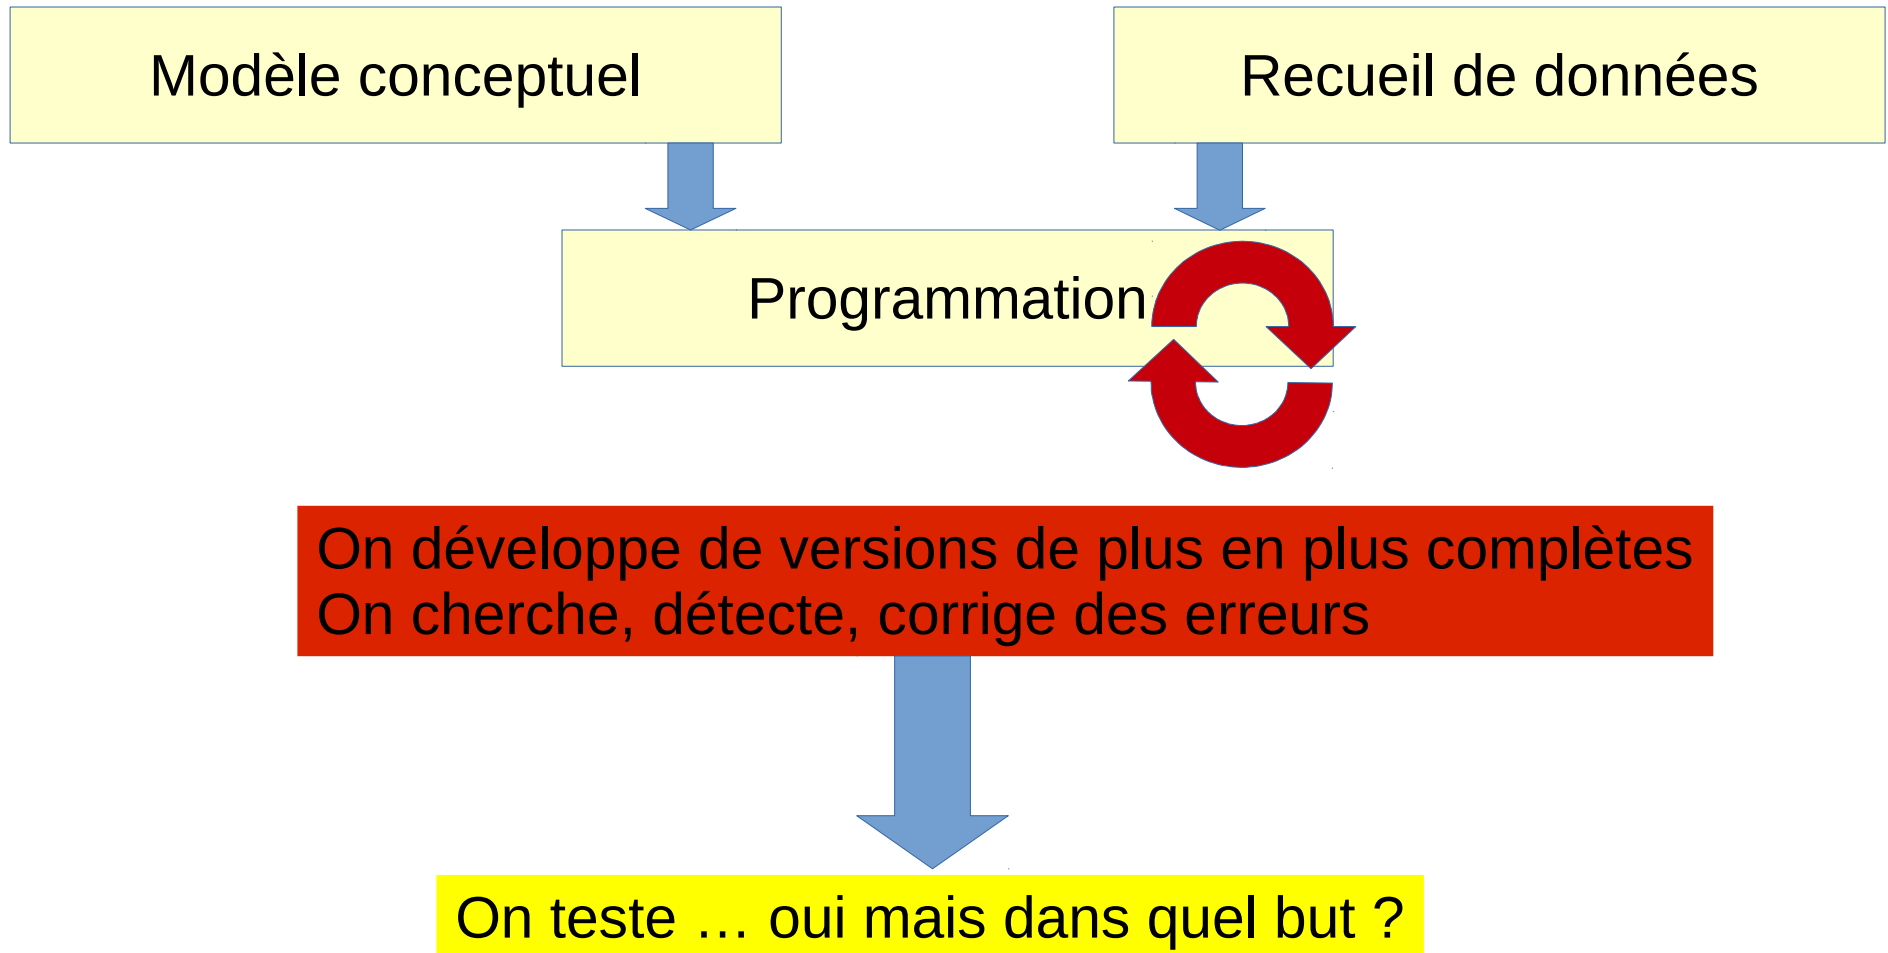 Modèle conceptuel
Recueil de données
Programmation
On développe de versions de plus en plus complètes
On cherche, détecte, corrige des erreurs
On teste … oui mais dans quel but ?